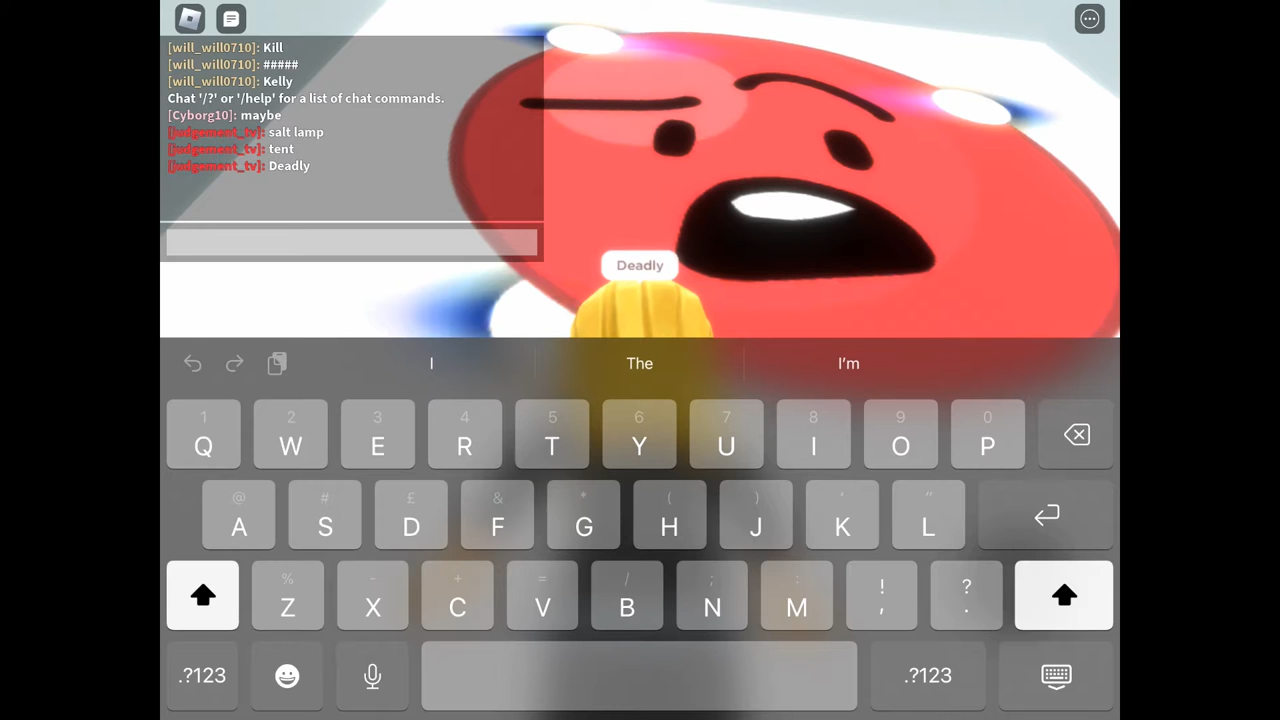 [will_will0710]: Kill
[will_will0710]: #####
[will_will0710]: Kelly
Chat '/?' or '/help' for a list of chat commands.
[Cyborg10]: maybe
[judgement_tv]: salt lamp
[judgement_tv]: tent
[judgement_tv]: Deadly
Deadly
I The I'm
1 2 3 4 5 6 7 8 9 0
Q W E R T Y U I O P
@ # £ & * ( ) ' "
A S D F G H J K L
% - + = / ; : ! ?
Z X C V B N M , .
.?123 .?123